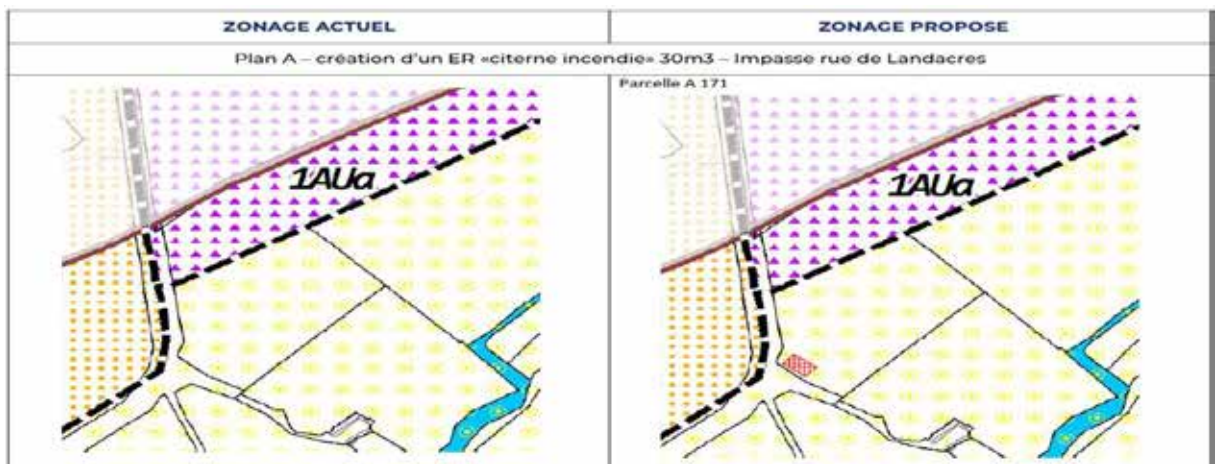 ZONAGE ACTUEL
ZONAGE PROPOSE
Plan A – création d'un ER «citerne incendie» 30m3 – Impasse rue de Landacres
Parcelle A 171
1AUa
1AUa